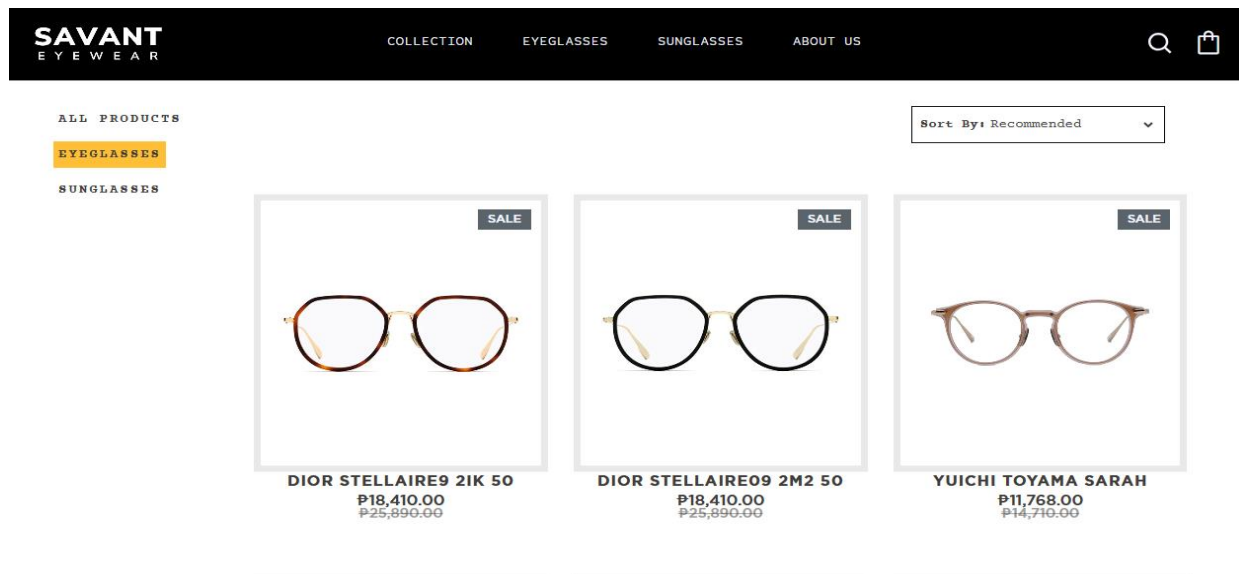 SAVANT
EYEWEAR
COLLECTION EYEGLASSES SUNGLASSES ABOUT US
ALL PRODUCTS
Sort By: Recommended
EYEGLASSES
SUNGLASSES
SALE SALE SALE
DIOR STELLAIRE9 2IK 50
₱18,410.00
₱25,890.00
DIOR STELLAIRE09 2M2 50
₱18,410.00
₱25,890.00
YUICHI TOYAMA SARAH
₱11,768.00
₱14,710.00